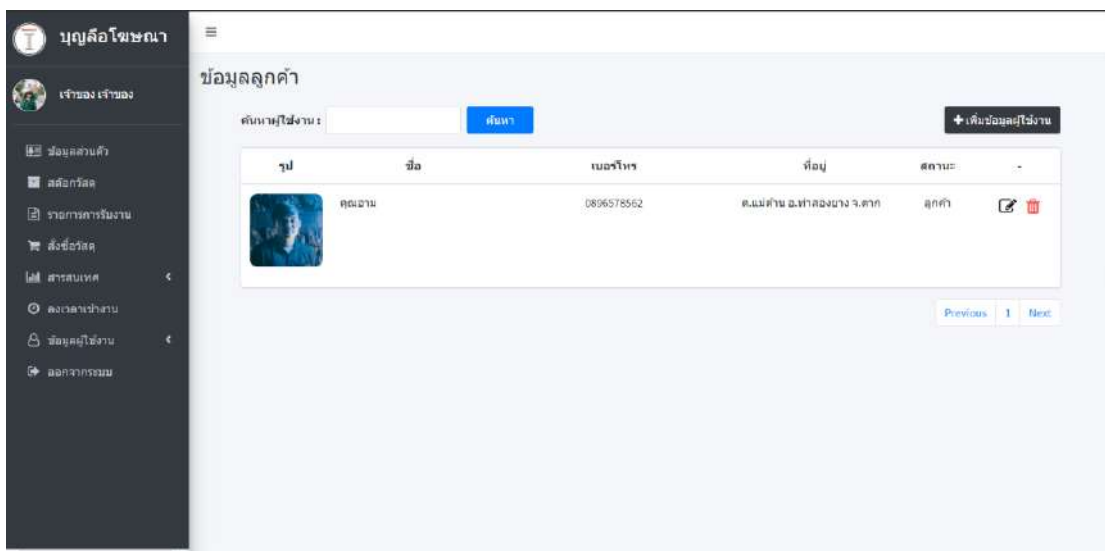 บุญลือโฆษณา
เจ้าของ เจ้าของ
ข้อมูลส่วนตัว
สต๊อกวัสดุ
รายการการรับงาน
สั่งซื้อวัสดุ
สารสนเทศ
ลงเวลาเข้างาน
ข้อมูลผู้ใช้งาน
ออกจากระบบ
ข้อมูลลูกค้า
ค้นหาผู้ใช้งาน :
ค้นหา
เพิ่มข้อมูลผู้ใช้งาน
รูป ชื่อ เบอร์โทร ที่อยู่ สถานะ -
คุณอาม 0896578562 ต.แม่ต้าน อ.ท่าสองยาง จ.ตาก ลูกค้า
Previous 1 Next